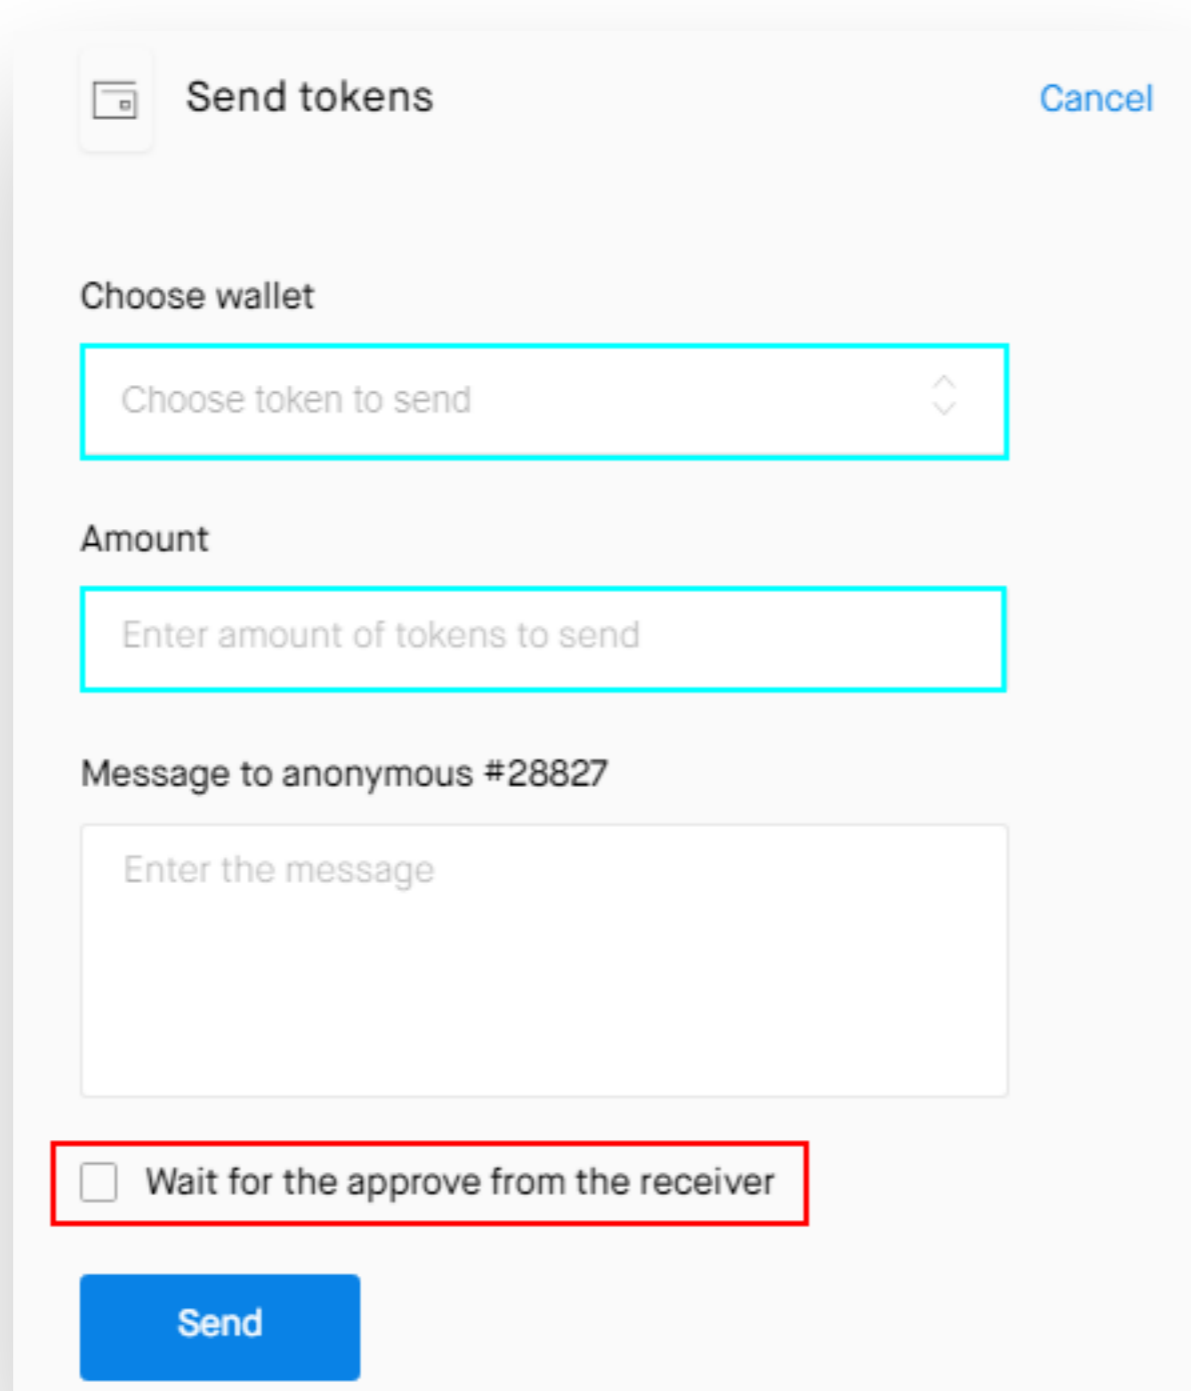 Send tokens
Cancel
Choose wallet
Choose token to send
Amount
Enter amount of tokens to send
Message to anonymous #28827
Enter the message
Wait for the approve from the receiver
Send